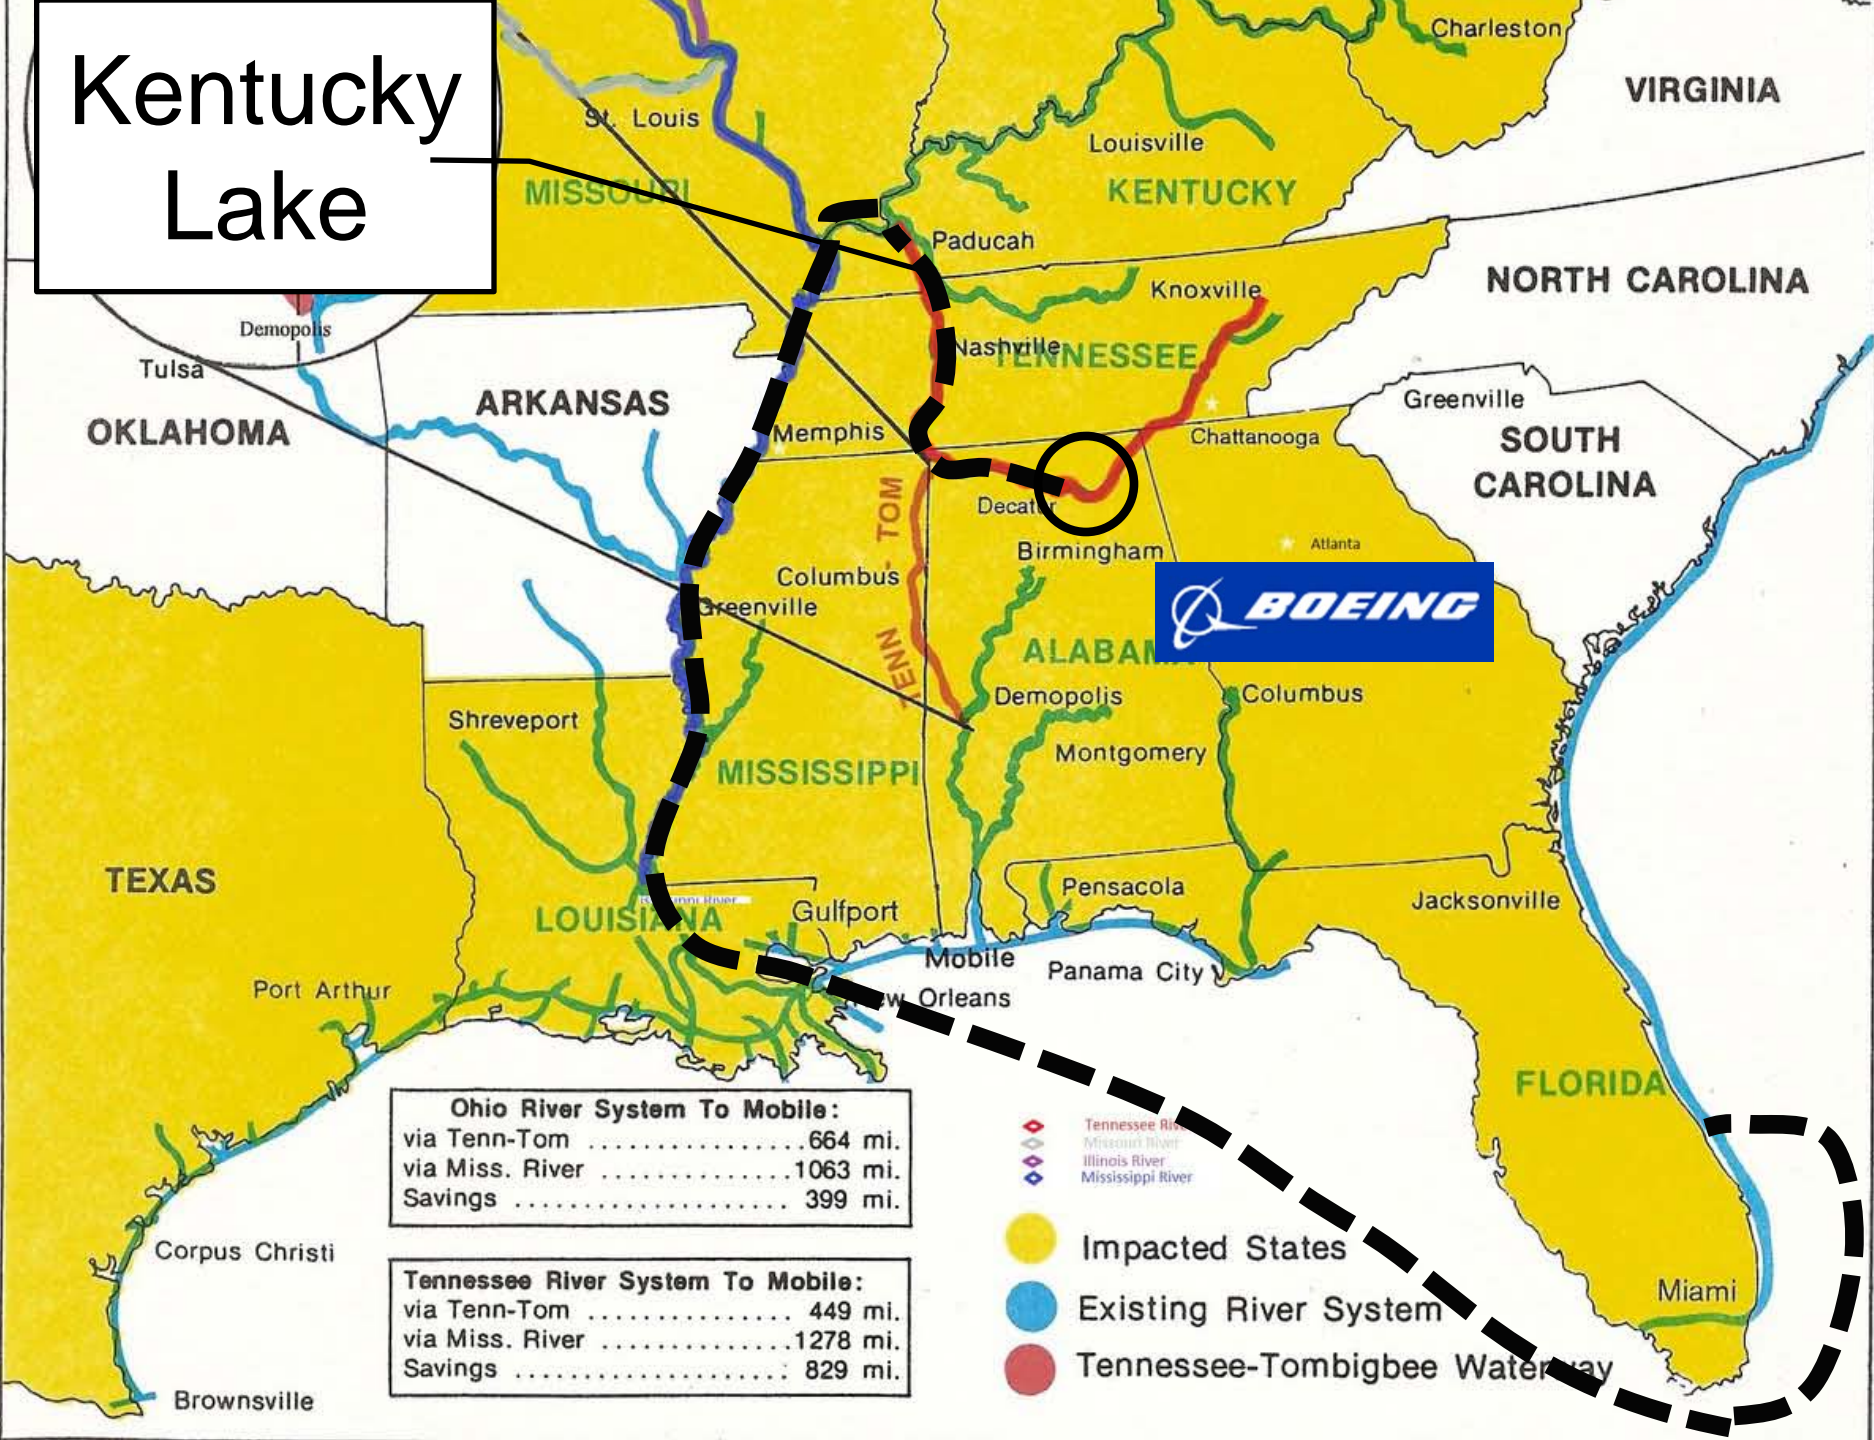 Kentucky
Lake
Charleston
VIRGINIA
St. Louis
Louisville
MISSOURI
KENTUCKY
Paducah
NORTH CAROLINA
Knoxville
Demopolis
Nashville
TENNESSEE
Tulsa
ARKANSAS
Greenville
OKLAHOMA
Memphis
Chattanooga
SOUTH
CAROLINA
TENN - TOM
Decatur
Atlanta
Birmingham
Columbus
Greenville
BOEING
ALABAMA
Demopolis
Columbus
Shreveport
Montgomery
MISSISSIPPI
TEXAS
Pensacola
Jacksonville
LOUISIANA
Gulfport
Mobile
Panama City
Port Arthur
New Orleans
FLORIDA
Ohio River System To Mobile:
via Tenn-Tom .................. 664 mi.
via Miss. River .............. 1063 mi.
Savings ..................... 399 mi.
Tennessee River
Missouri River
Illinois River
Mississippi River
Corpus Christi
Impacted States
Tennessee River System To Mobile:
via Tenn-Tom ................. 449 mi.
via Miss. River .............. 1278 mi.
Savings ..................... 829 mi.
Miami
Existing River System
Tennessee-Tombigbee Waterway
Brownsville